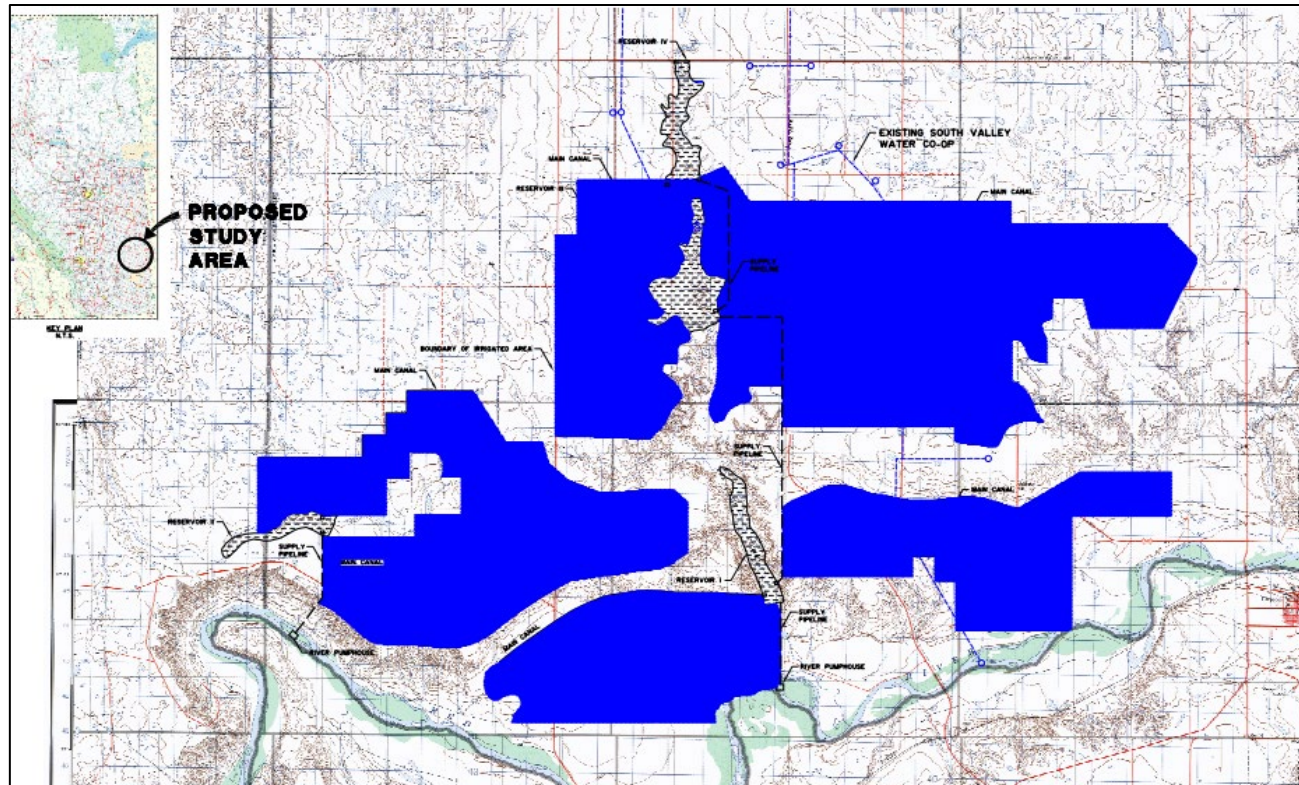 RESERVOIR IV
EXISTING SOUTH VALLEY
WATER CO-OP
MAIN CANAL
RESERVOIR III
MAIN CANAL
PROPOSED
STUDY
AREA
SUPPLY
PIPELINE
KEY PLAN
N.T.S.
BOUNDARY OF IRRIGATED AREA
MAIN CANAL
SUPPLY
PIPELINE
MAIN CANAL
RESERVOIR II
SUPPLY
PIPELINE
MAIN CANAL
RESERVOIR I
SUPPLY
PIPELINE
MAIN CANAL
RIVER PUMPHOUSE
RIVER PUMPHOUSE